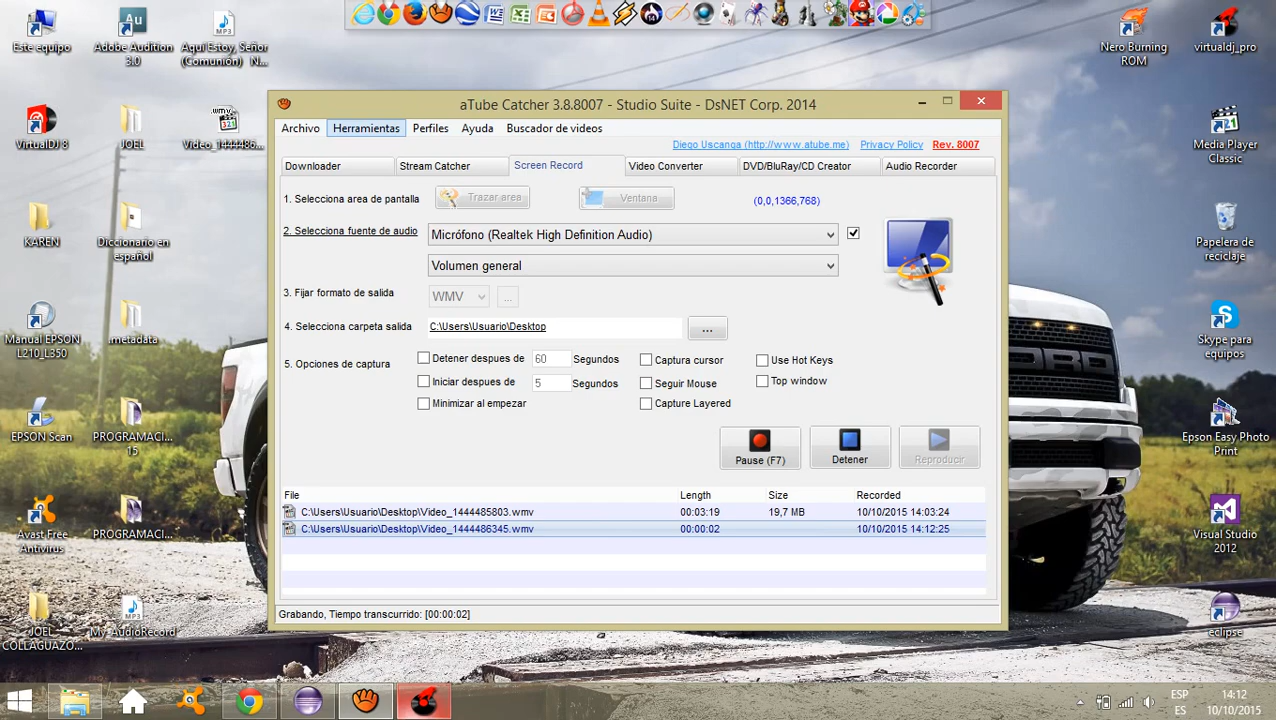 Este equipo
Adobe Audition
3.0
Aquí Estoy, Señor
(Comunión) N...
Nero Burning
ROM
virtualdj_pro
aTube Catcher 3.8.8007 - Studio Suite - DsNET Corp. 2014
Archivo
Herramientas
Perfiles
Ayuda
Buscador de videos
Diego Uscanga (http://www.atube.me)
Privacy Policy
Rev. 8007
Downloader
Stream Catcher
Screen Record
Video Converter
DVD/BluRay/CD Creator
Audio Recorder
1. Selecciona area de pantalla
Trazar area
Ventana
(0,0,1366,768)
2. Selecciona fuente de audio
Micrófono (Realtek High Definition Audio)
Volumen general
3. Fijar formato de salida
WMV
...
4. Selecciona carpeta salida
C:\Users\Usuario\Desktop
...
5. Opciones de captura
Detener despues de
60
Segundos
Captura cursor
Use Hot Keys
Iniciar despues de
5
Segundos
Seguir Mouse
Top window
Minimizar al empezar
Capture Layered
Pause (F7)
Detener
Reproducir
File
Length
Size
Recorded
C:\Users\Usuario\Desktop\Video_1444485803.wmv
00:03:19
19,7 MB
10/10/2015 14:03:24
C:\Users\Usuario\Desktop\Video_1444486345.wmv
00:00:02
10/10/2015 14:12:25
Grabando, Tiempo transcurrido: [00:00:02]
VirtualDJ 8
JOEL
Video_1444486...
Media Player
Classic
KAREN
Diccionario en
español
Papelera de
reciclaje
Manual EPSON
L210_L350
.metadata
Skype para
equipos
EPSON Scan
PROGRAMACI...
15
Epson Easy Photo
Print
Avast Free
Antivirus
PROGRAMACI...
Visual Studio
2012
JOEL
COLLAGUAZO...
My AudioRecord
eclipse
ESP
ES
14:12
10/10/2015